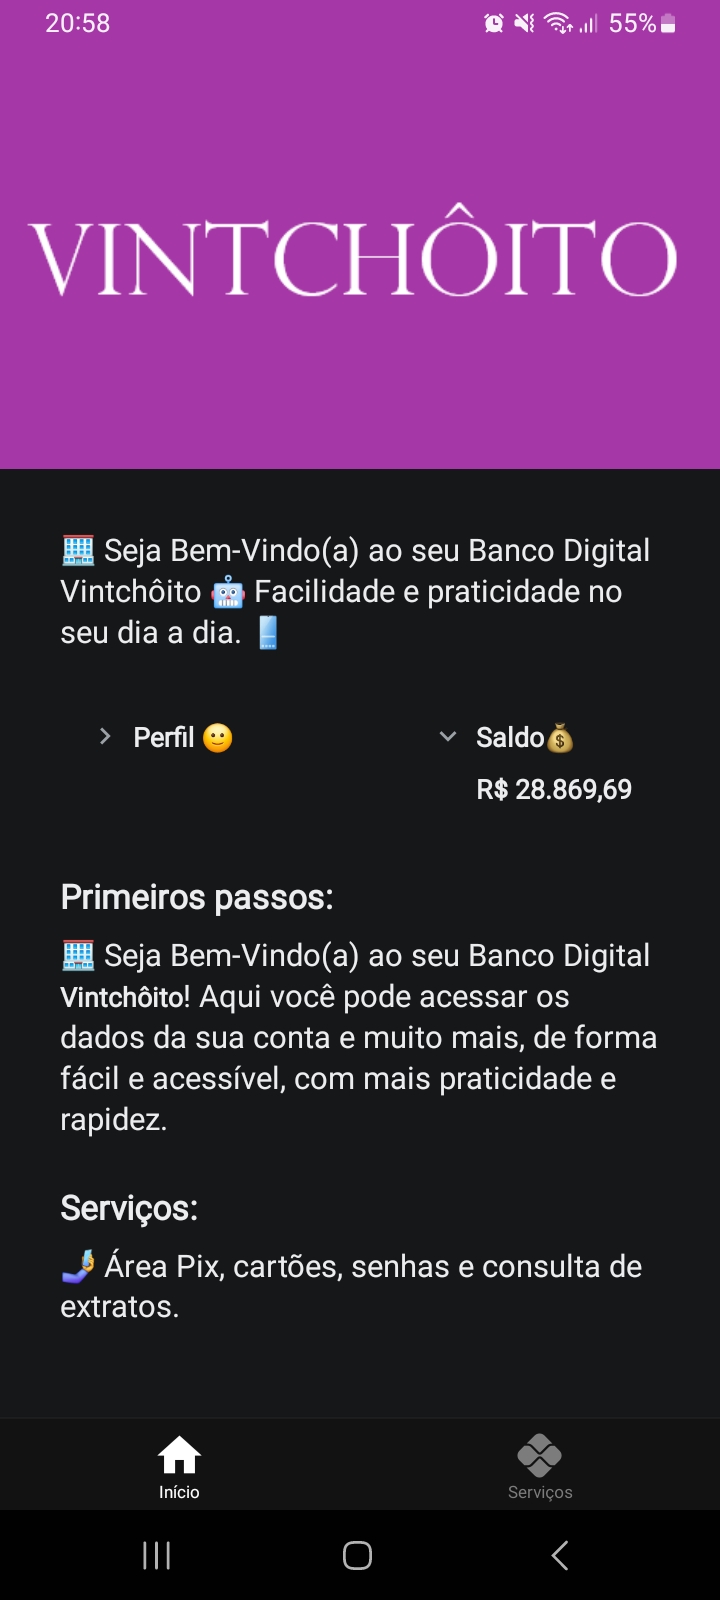 20:58 55%
VINTCHÔITO
🏢 Seja Bem-Vindo(a) ao seu Banco Digital
Vintchôito 🤖 Facilidade e praticidade no
seu dia a dia. 📱
Perfil 🙂
Saldo💰
R$ 28.869,69
Primeiros passos:
🏢 Seja Bem-Vindo(a) ao seu Banco Digital
Vintchôito! Aqui você pode acessar os
dados da sua conta e muito mais, de forma
fácil e acessível, com mais praticidade e
rapidez.
Serviços:
🤳 Área Pix, cartões, senhas e consulta de
extratos.
Início
Serviços